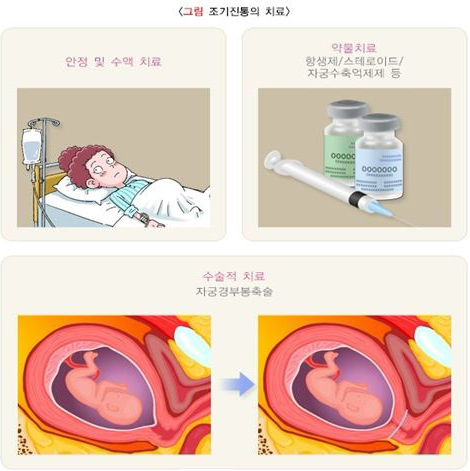 <그림 조기진통의 치료>
안정 및 수액 치료
약물치료
항생제/스테로이드/
자궁수축억제제 등
OOOOOO
OOOOOOO
수술적 치료
자궁경부봉축술